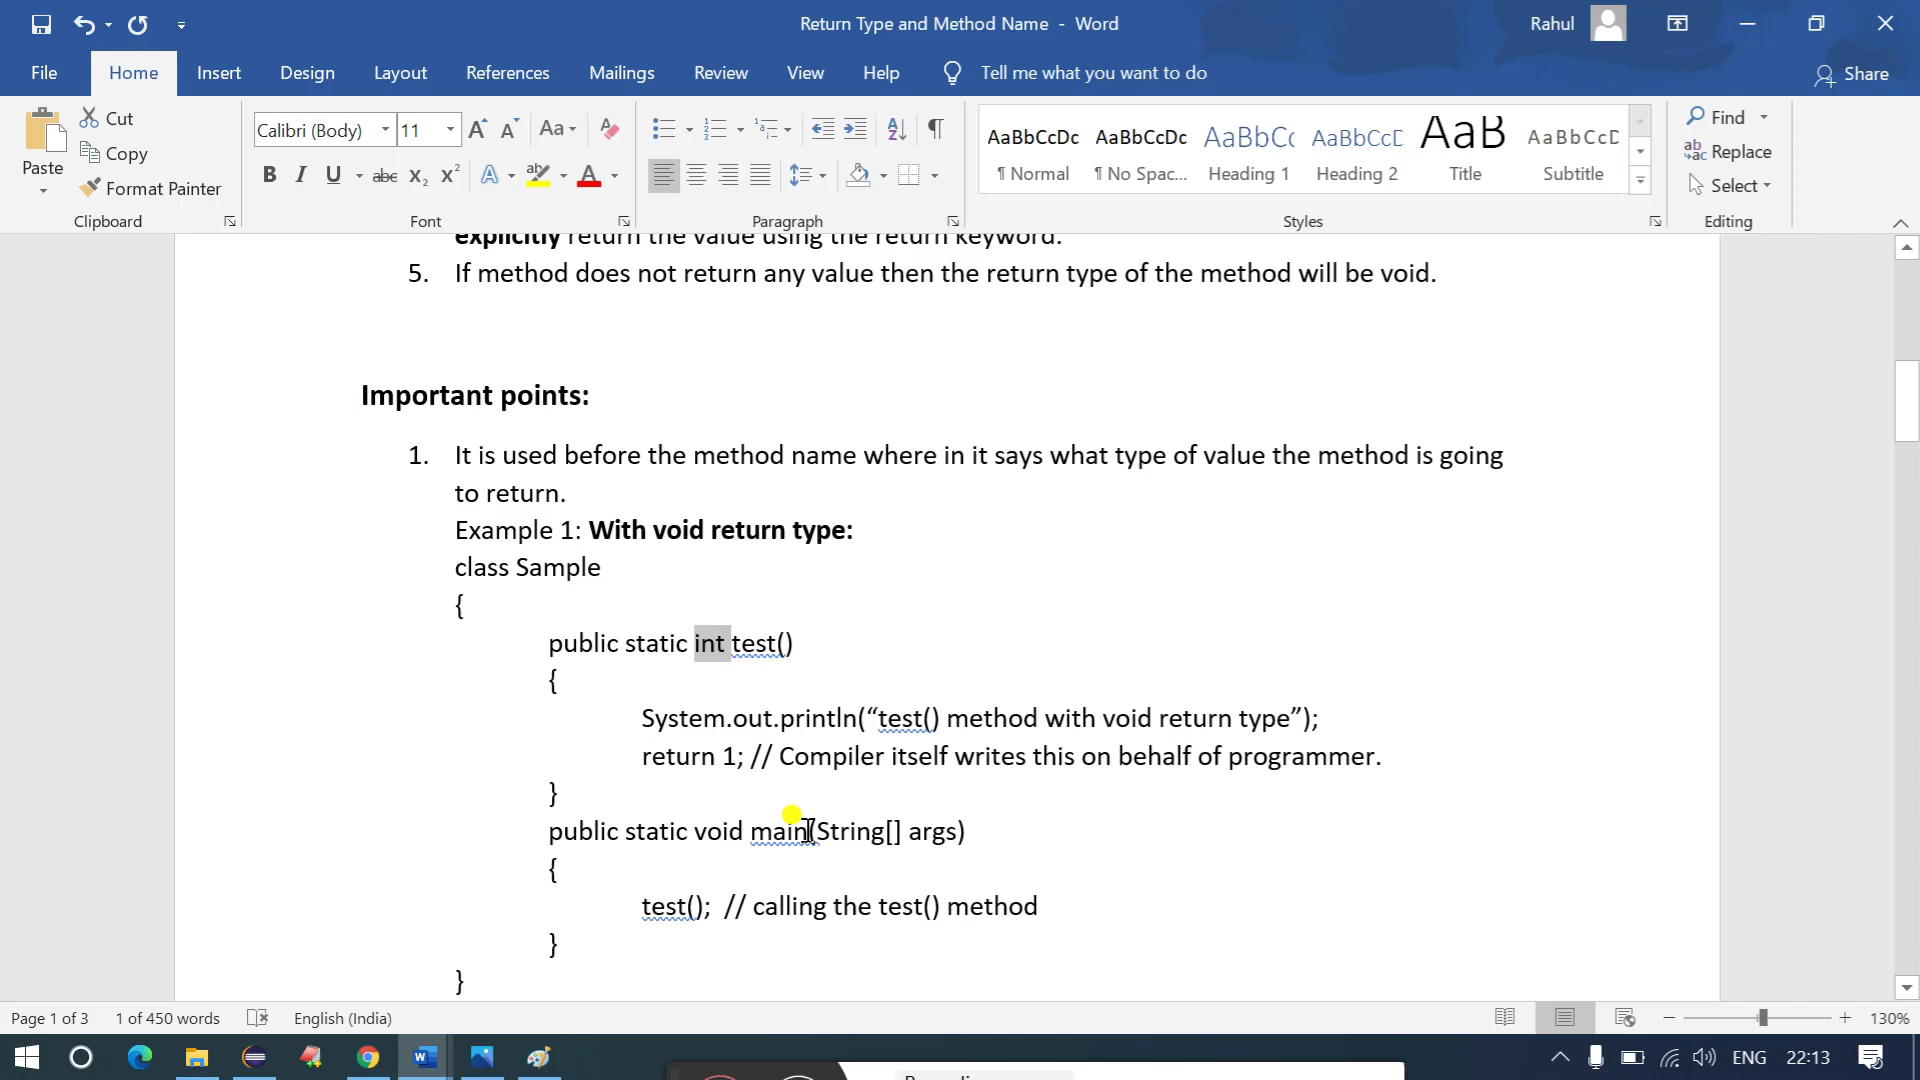 Return Type and Method Name - Word
Rahul
File Home Insert Design Layout References Mailings Review View Help Tell me what you want to do Share
Cut
Copy
Format Painter
Paste
Clipboard
Calibri (Body) 11
Font
Paragraph
AaBbCcDc AaBbCcDc AaBbCc AaBbCcD AaB AaBbCcD
¶ Normal ¶ No Spac... Heading 1 Heading 2 Title Subtitle
Styles
Find
Replace
Select
Editing
explicitly return the value using the return keyword.
5. If method does not return any value then the return type of the method will be void.
Important points:
1. It is used before the method name where in it says what type of value the method is going
to return.
Example 1: With void return type:
class Sample
{
public static int test()
{
System.out.println(“test() method with void return type”);
return 1; // Compiler itself writes this on behalf of programmer.
}
public static void main(String[] args)
{
test(); // calling the test() method
}
}
Page 1 of 3 1 of 450 words English (India) 130%
ENG 22:13